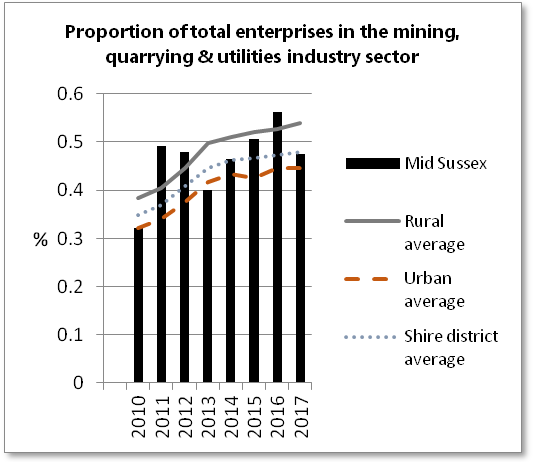 Proportion of total enterprises in the mining,
quarrying & utilities industry sector
0.6
0.5
0.4
0.3
0.2
0.1
0
%
2010
2011
2012
2013
2014
2015
2016
2017
Mid Sussex
Rural
average
Urban
average
Shire district
average